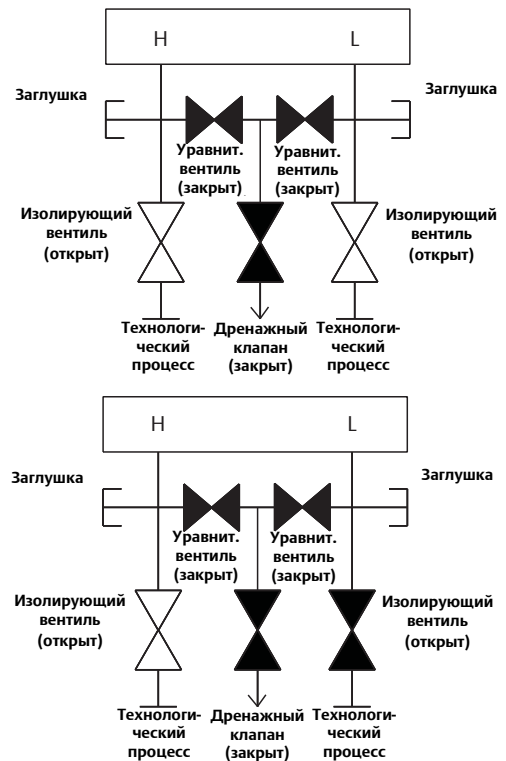 H L
Заглушка
Заглушка
Уравнит.
вентиль
(закрыт)
Уравнит.
вентиль
(закрыт)
Изолирующий
вентиль
(открыт)
Изолирующий
вентиль
(открыт)
Технологи-
ческий
процесс
Дренажный
клапан
(закрыт)
Технологи-
ческий
процесс
H L
Заглушка
Заглушка
Уравнит.
вентиль
(закрыт)
Уравнит.
вентиль
(закрыт)
Изолирующий
вентиль
(открыт)
Изолирующий
вентиль
(открыт)
Технологи-
ческий
процесс
Дренажный
клапан
(закрыт)
Технологи-
ческий
процесс